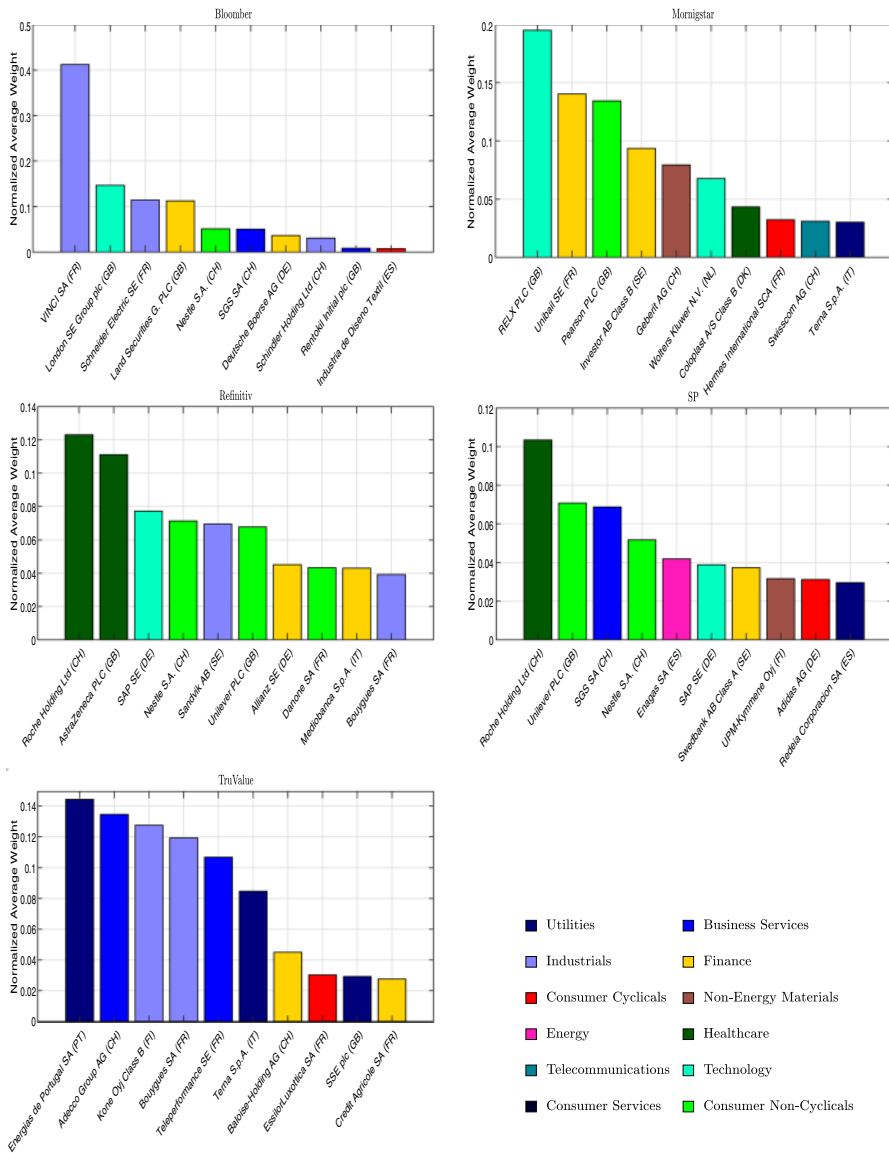 Bloomber
Normalized Average Weight
0.5
0.4
0.3
0.2
0.1
0
VINCI SA (FR)
London SE Group plc (GB)
Schneider Electric SE (FR)
Land Securities G. PLC (GB)
Nestle S.A. (CH)
SGS SA (CH)
Deutsche Boerse AG (DE)
Schindler Holding Ltd (CH)
Rentokil Initial plc (GB)
Industria de Diseno Textil (ES)
Mornigstar
Normalized Average Weight
0.2
0.15
0.1
0.05
0
RELX PLC (GB)
Unibail SE (FR)
Pearson PLC (GB)
Investor AB Class B (SE)
Geberit AG (CH)
Wolters Kluwer N.V. (NL)
Coloplast A/S Class B (DK)
Hermes International SCA (FR)
Swisscom AG (CH)
Terna S.p.A. (IT)
Refinitiv
Normalized Average Weight
0.14
0.12
0.1
0.08
0.06
0.04
0.02
0
Roche Holding Ltd (CH)
AstraZeneca PLC (GB)
SAP SE (DE)
Nestle S.A. (CH)
Sandvik AB (SE)
Unilever PLC (GB)
Allianz SE (DE)
Danone SA (FR)
Mediobanca S.p.A. (IT)
Bouygues SA (FR)
SP
Normalized Average Weight
0.12
0.1
0.08
0.06
0.04
0.02
0
Roche Holding Ltd (CH)
Unilever PLC (GB)
SGS SA (CH)
Nestle S.A. (CH)
Enagas SA (ES)
SAP SE (DE)
Swedbank AB Class A (SE)
UPM-Kymmene Oyj (FI)
Adidas AG (DE)
Redeia Corporacion SA (ES)
TruValue
Normalized Average Weight
0.14
0.12
0.1
0.08
0.06
0.04
0.02
0
Energias de Portugal SA (PT)
Adecco Group AG (CH)
Kone Oyj Class B (FI)
Bouygues SA (FR)
Teleperformance SE (FR)
Terna S.p.A. (IT)
Baloise-Holding AG (CH)
EssilorLuxottica SA (FR)
SSE plc (GB)
Credit Agricole SA (FR)
Utilities
Business Services
Industrials
Finance
Consumer Cyclicals
Non-Energy Materials
Energy
Healthcare
Telecommunications
Technology
Consumer Services
Consumer Non-Cyclicals